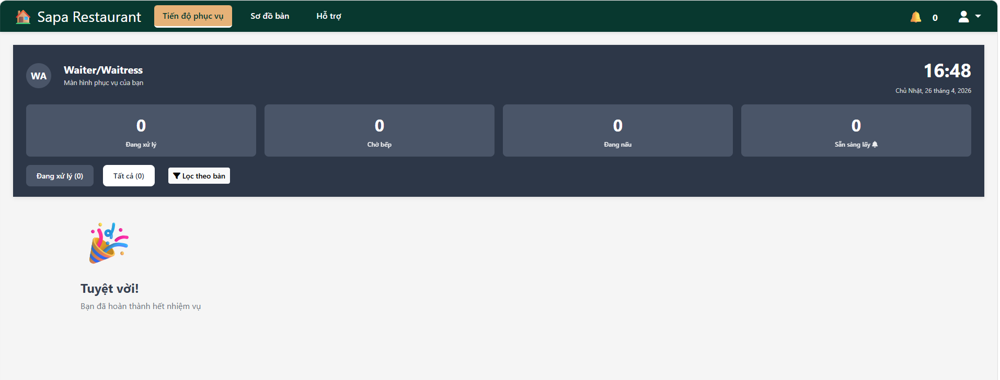 Sapa Restaurant
Tiến độ phục vụ
Sơ đồ bàn
Hỗ trợ
0
WA
Waiter/Waitress
Màn hình phục vụ của bạn
16:48
Chủ Nhật, 26 tháng 4, 2026
0
Đang xử lý
0
Chờ bếp
0
Đang nấu
0
Sẵn sàng lấy
Đang xử lý (0)
Tất cả (0)
Lọc theo bàn
Tuyệt vời!
Bạn đã hoàn thành hết nhiệm vụ